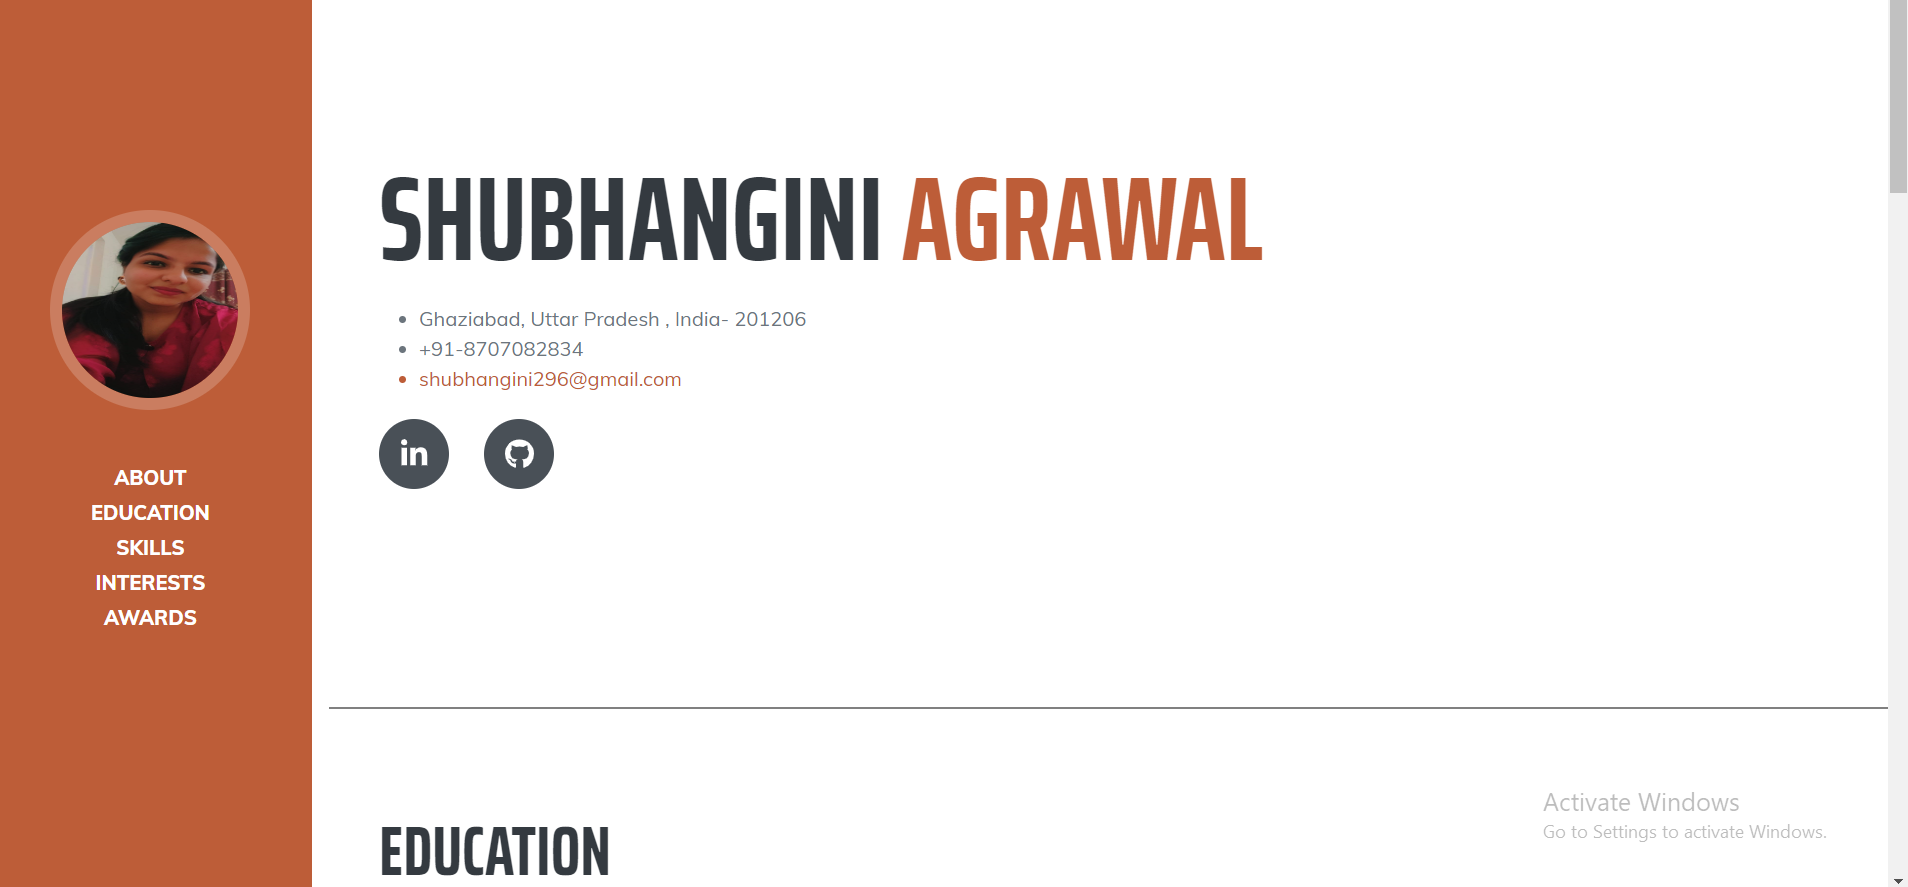 ABOUT
EDUCATION
SKILLS
INTERESTS
AWARDS
SHUBHANGINI AGRAWAL
Ghaziabad, Uttar Pradesh , India- 201206
+91-8707082834
shubhangini296@gmail.com
in
EDUCATION
Activate Windows
Go to Settings to activate Windows.